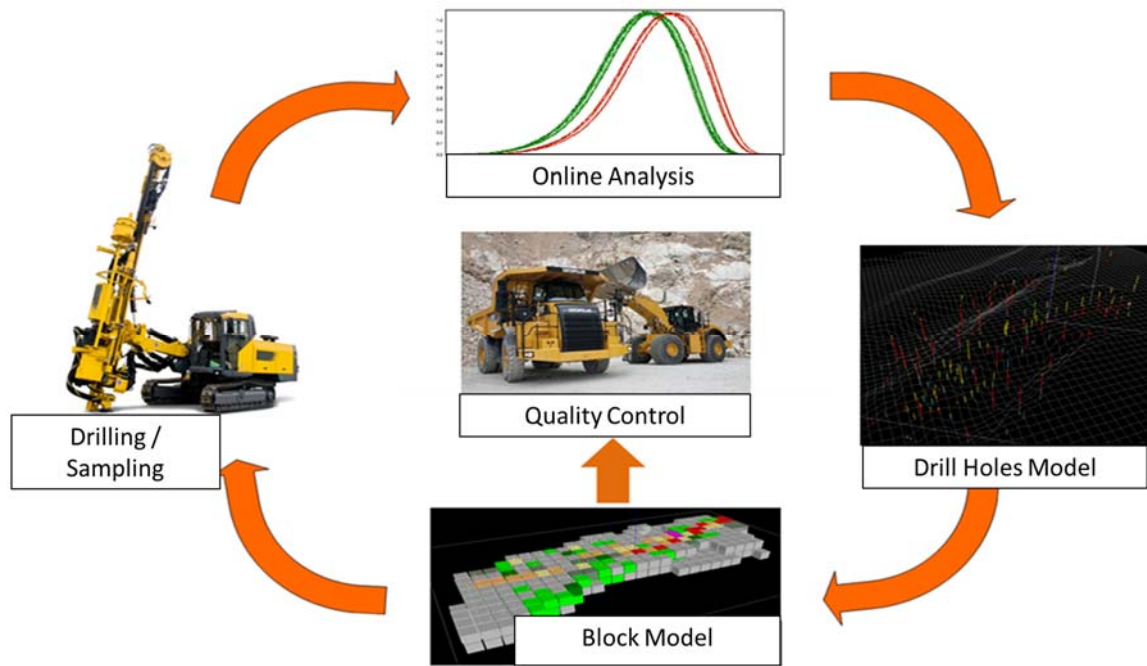 Online Analysis
Quality Control
Drilling /
Sampling
Drill Holes Model
Block Model